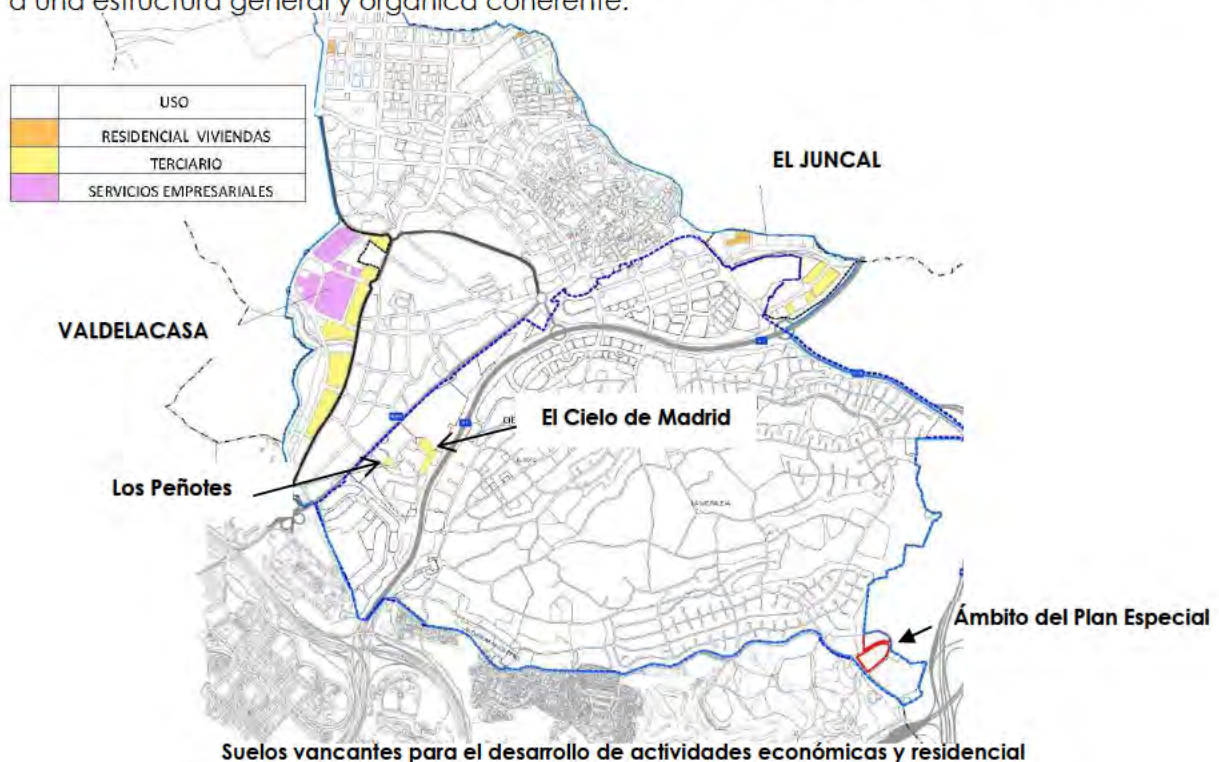 a una estructura general y orgánica coherente.
USO
RESIDENCIAL VIVIENDAS
TERCIARIO
SERVICIOS EMPRESARIALES
EL JUNCAL
VALDELACASA
El Cielo de Madrid
Los Peñotes
Ámbito del Plan Especial
Suelos vancantes para el desarrollo de actividades económicas y residencial